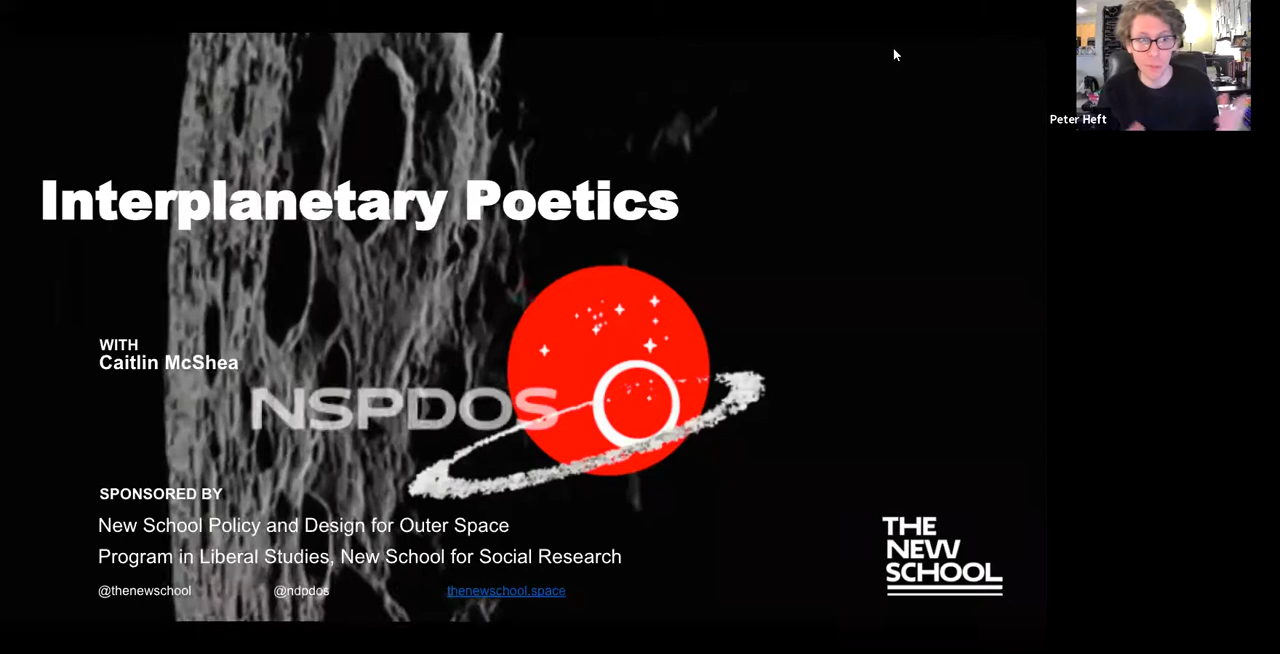 Peter Heft
Interplanetary Poetics
WITH
Caitlin McShea
NSPDOS
SPONSORED BY
New School Policy and Design for Outer Space
Program in Liberal Studies, New School for Social Research
@thenewschool @ndpdos thenewschool.space
THE
NEW
SCHOOL